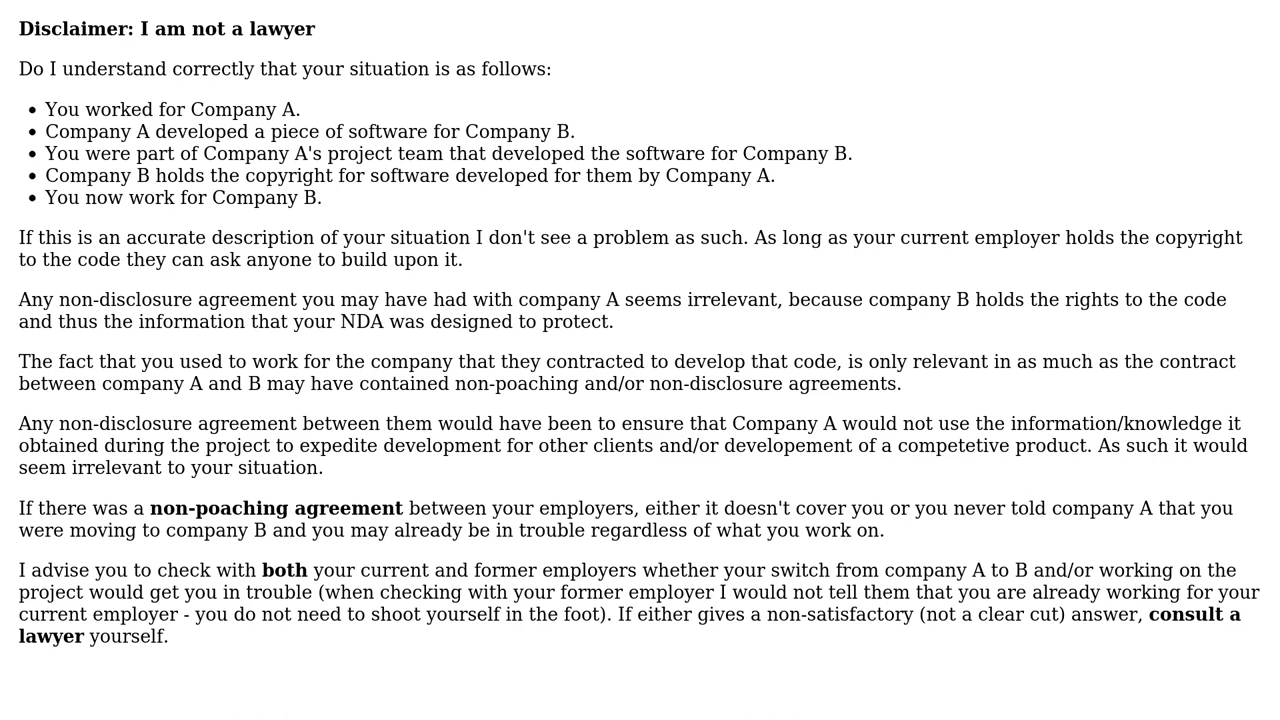 Disclaimer: I am not a lawyer
Do I understand correctly that your situation is as follows:
• You worked for Company A.
• Company A developed a piece of software for Company B.
• You were part of Company A's project team that developed the software for Company B.
• Company B holds the copyright for software developed for them by Company A.
• You now work for Company B.
If this is an accurate description of your situation I don't see a problem as such. As long as your current employer holds the copyright
to the code they can ask anyone to build upon it.
Any non-disclosure agreement you may have had with company A seems irrelevant, because company B holds the rights to the code
and thus the information that your NDA was designed to protect.
The fact that you used to work for the company that they contracted to develop that code, is only relevant in as much as the contract
between company A and B may have contained non-poaching and/or non-disclosure agreements.
Any non-disclosure agreement between them would have been to ensure that Company A would not use the information/knowledge it
obtained during the project to expedite development for other clients and/or developement of a competetive product. As such it would
seem irrelevant to your situation.
If there was a non-poaching agreement between your employers, either it doesn't cover you or you never told company A that you
were moving to company B and you may already be in trouble regardless of what you work on.
I advise you to check with both your current and former employers whether your switch from company A to B and/or working on the
project would get you in trouble (when checking with your former employer I would not tell them that you are already working for your
current employer - you do not need to shoot yourself in the foot). If either gives a non-satisfactory (not a clear cut) answer, consult a
lawyer yourself.